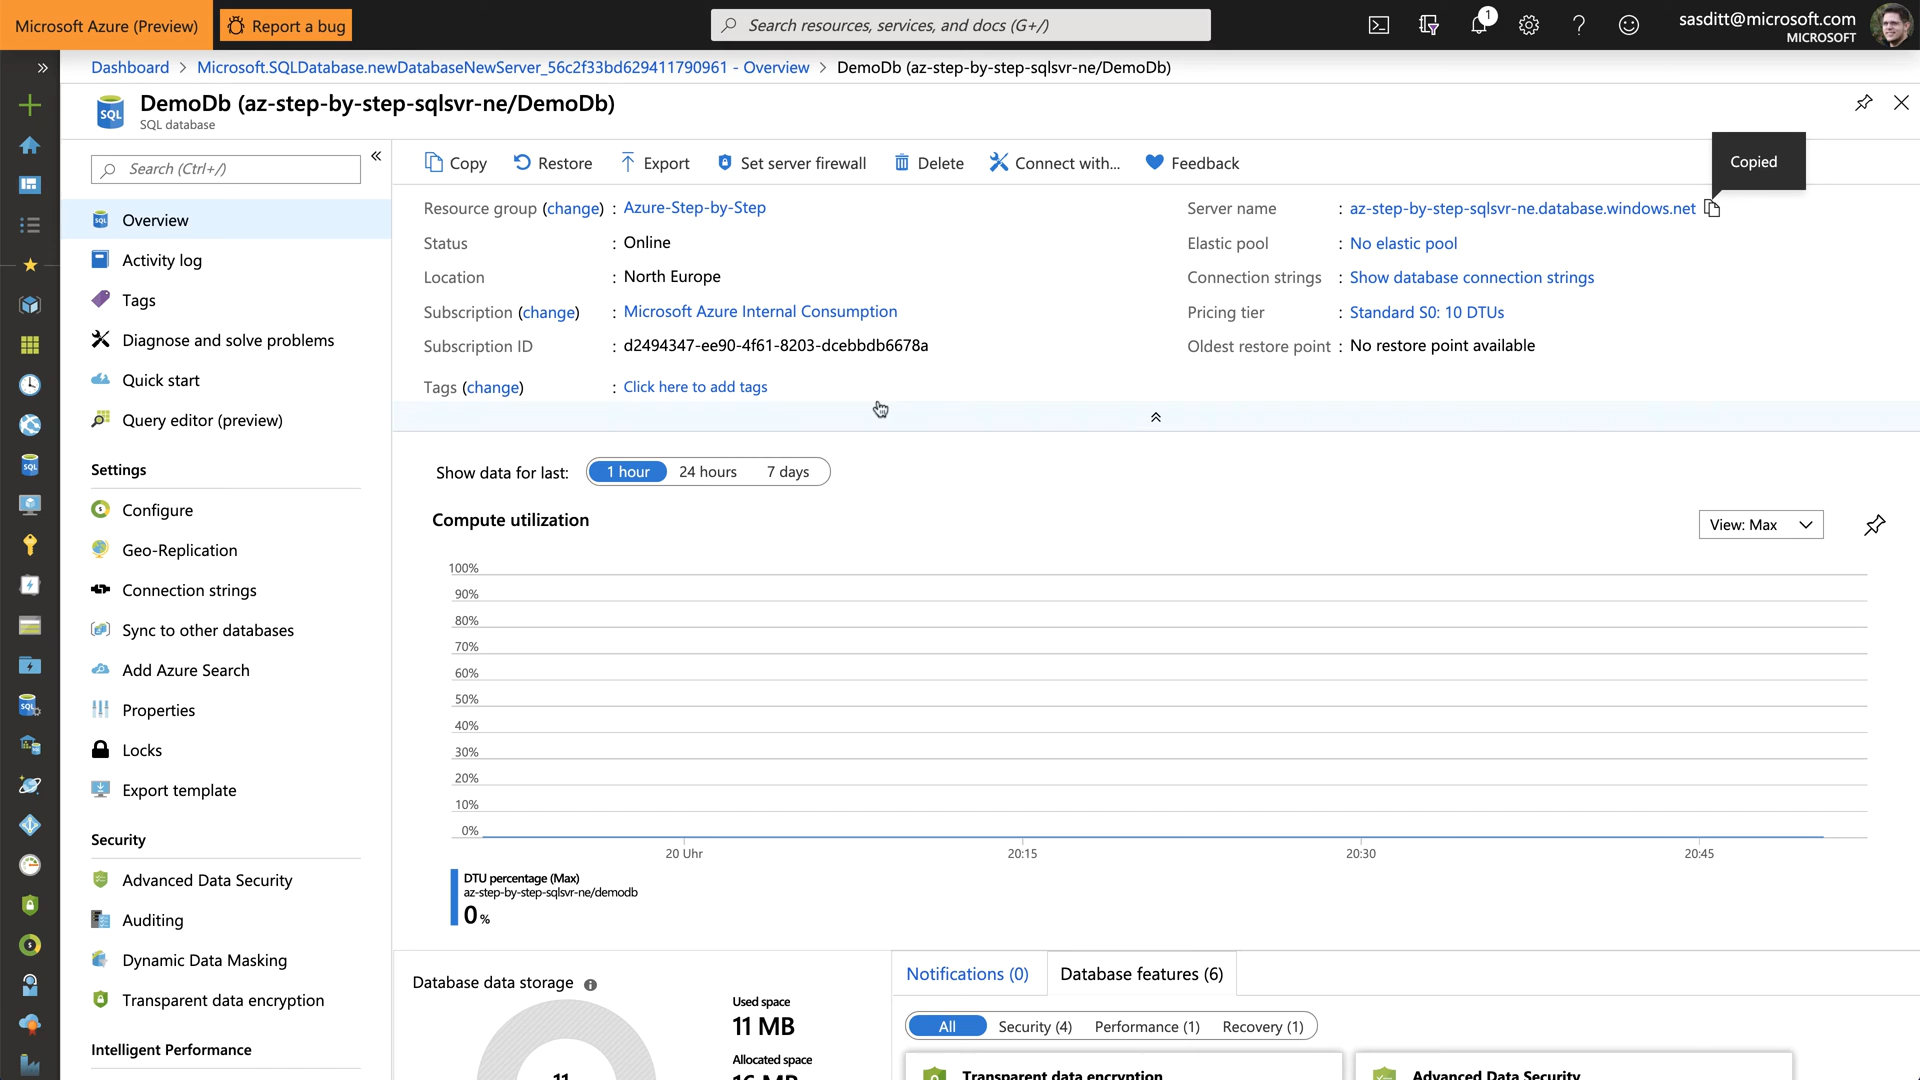 Microsoft Azure (Preview)
Report a bug
Search resources, services, and docs (G+/)
1
sasditt@microsoft.com
MICROSOFT
Dashboard > Microsoft.SQLDatabase.newDatabaseNewServer_56c2f33bd629411790961 - Overview > DemoDb (az-step-by-step-sqlsvr-ne/DemoDb)
SQL
DemoDb (az-step-by-step-sqlsvr-ne/DemoDb)
SQL database
Search (Ctrl+/)
Overview
Activity log
Tags
Diagnose and solve problems
Quick start
Query editor (preview)
Settings
Configure
Geo-Replication
Connection strings
Sync to other databases
Add Azure Search
Properties
Locks
Export template
Security
Advanced Data Security
Auditing
Dynamic Data Masking
Transparent data encryption
Intelligent Performance
Copy
Restore
Export
Set server firewall
Delete
Connect with...
Feedback
Copied
Resource group (change) : Azure-Step-by-Step
Status : Online
Location : North Europe
Subscription (change) : Microsoft Azure Internal Consumption
Subscription ID : d2494347-ee90-4f61-8203-dcebbdb6678a
Tags (change) : Click here to add tags
Server name : az-step-by-step-sqlsvr-ne.database.windows.net
Elastic pool : No elastic pool
Connection strings : Show database connection strings
Pricing tier : Standard S0: 10 DTUs
Oldest restore point : No restore point available
Show data for last: 1 hour 24 hours 7 days
Compute utilization
View: Max
100%
90%
80%
70%
60%
50%
40%
30%
20%
10%
0%
20 Uhr 20:15 20:30 20:45
DTU percentage (Max)
az-step-by-step-sqlsvr-ne/demodb
0 %
Database data storage
Used space
11 MB
Allocated space
16 MB
11
Notifications (0)
Database features (6)
All Security (4) Performance (1) Recovery (1)
Transparent data encryption
Advanced Data Security